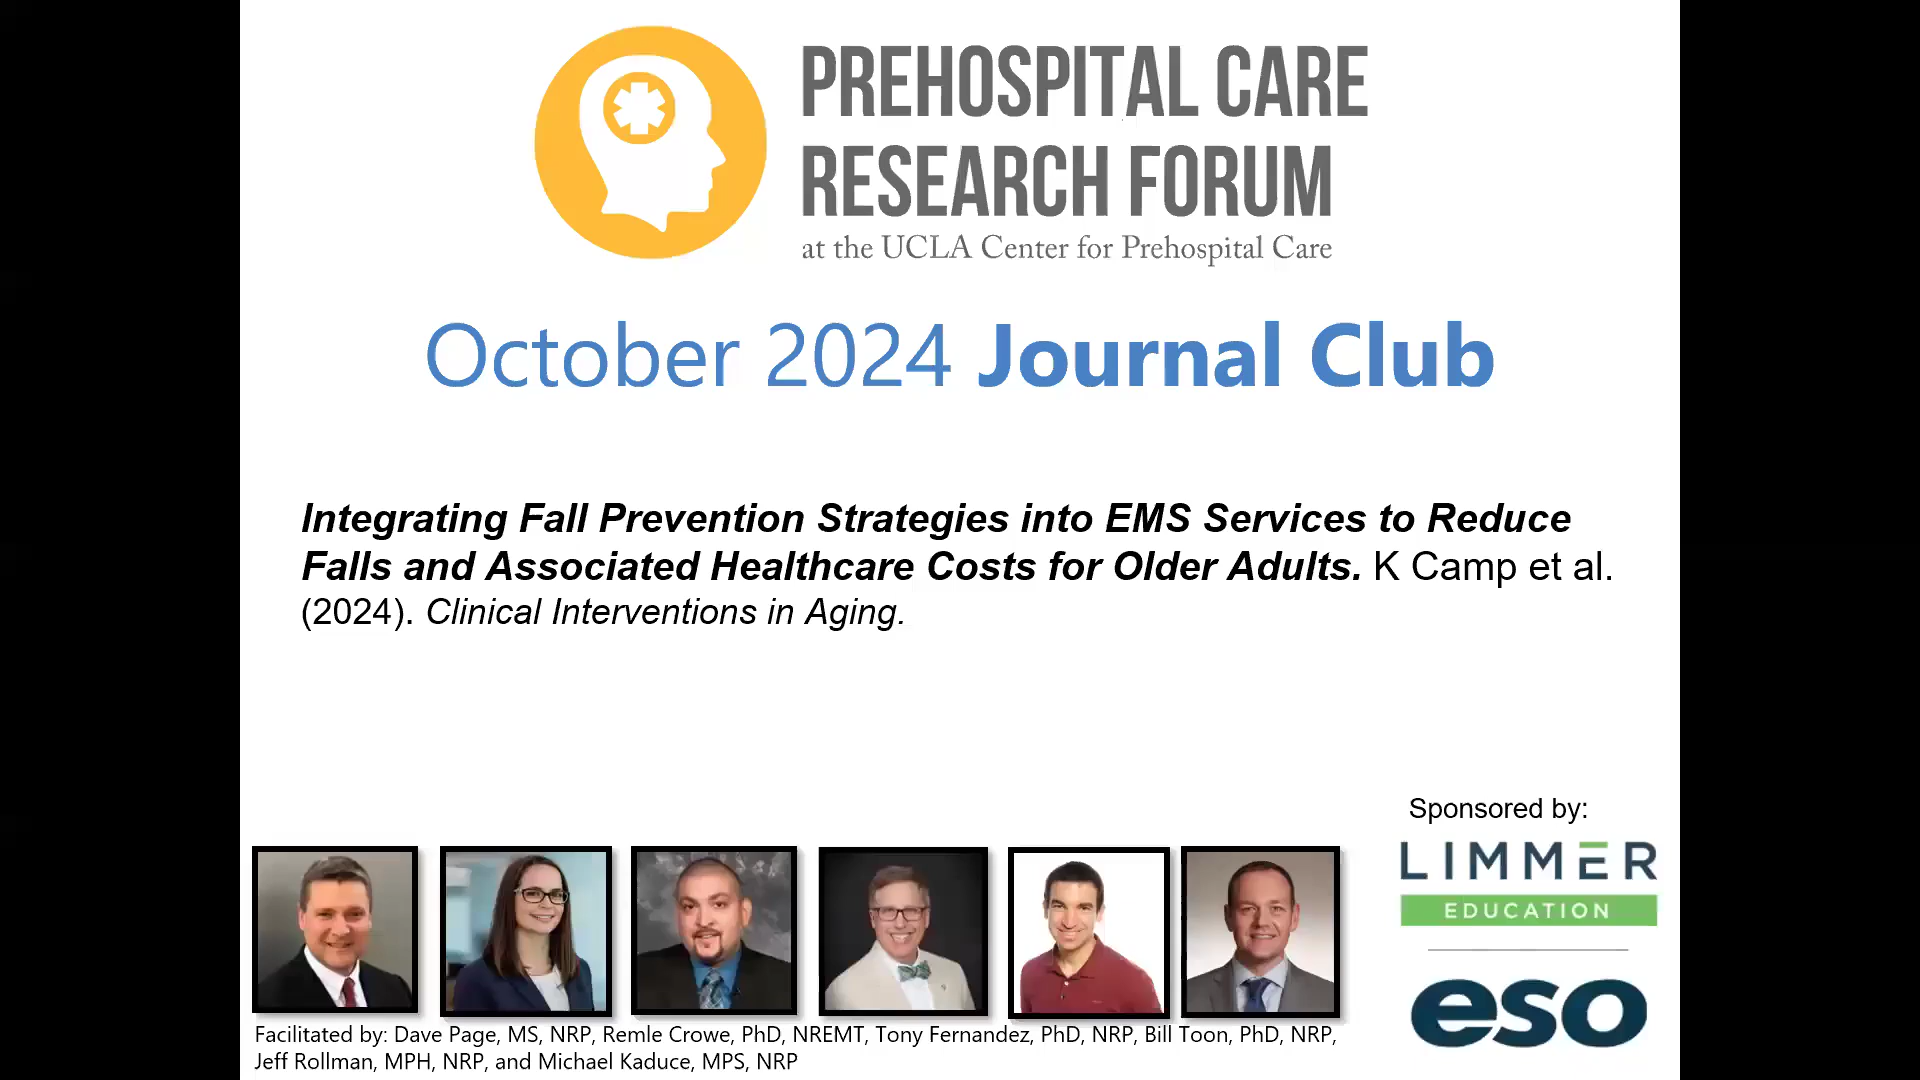 PREHOSPITAL CARE
RESEARCH FORUM
at the UCLA Center for Prehospital Care
October 2024 Journal Club
Integrating Fall Prevention Strategies into EMS Services to Reduce
Falls and Associated Healthcare Costs for Older Adults. K Camp et al.
(2024). Clinical Interventions in Aging.
Sponsored by:
LIMMER
EDUCATION
eso
Facilitated by: Dave Page, MS, NRP, Remle Crowe, PhD, NREMT, Tony Fernandez, PhD, NRP, Bill Toon, PhD, NRP,
Jeff Rollman, MPH, NRP, and Michael Kaduce, MPS, NRP